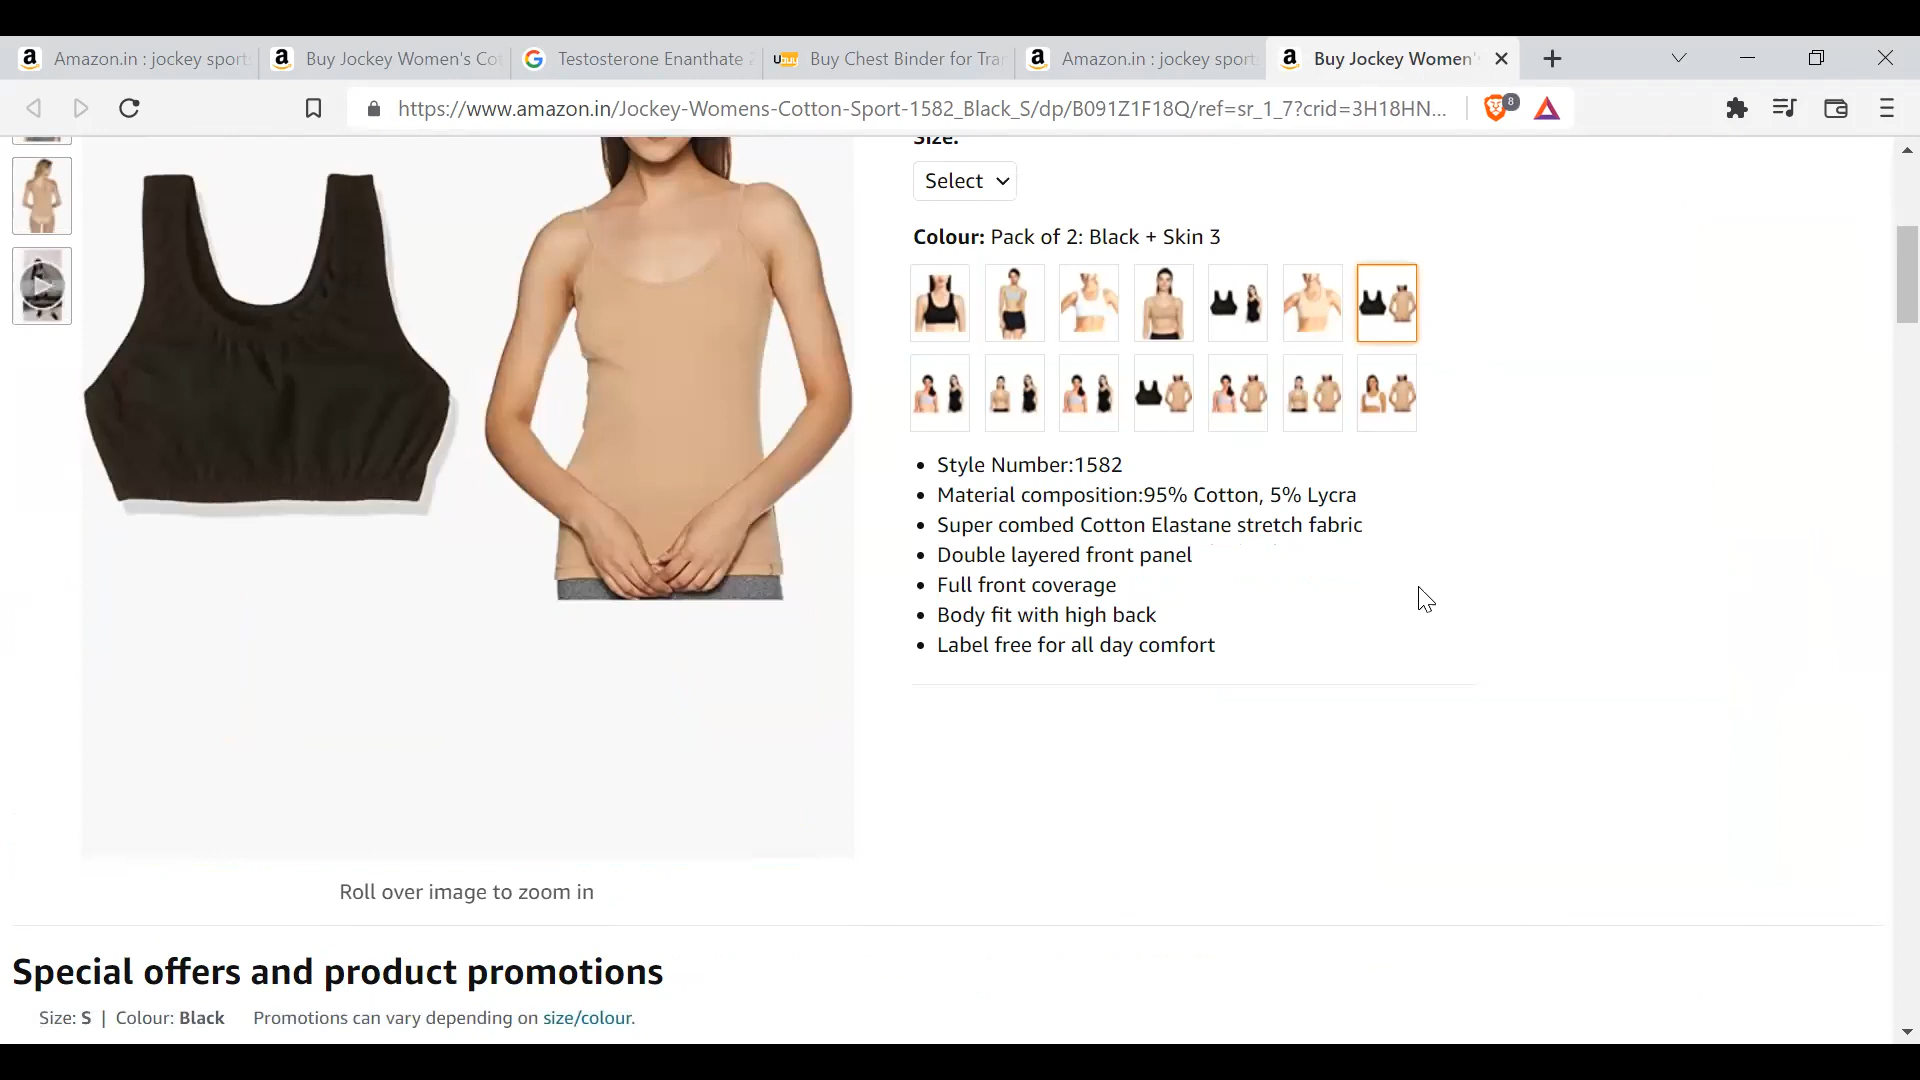 Amazon.in : jockey sport
Buy Jockey Women's Cot
Testosterone Enanthate 2
Buy Chest Binder for Tran
Amazon.in : jockey sport
Buy Jockey Women'
https://www.amazon.in/Jockey-Womens-Cotton-Sport-1582_Black_S/dp/B091Z1F18Q/ref=sr_1_7?crid=3H18HN...
8
Size:
Select
Colour: Pack of 2: Black + Skin 3
• Style Number:1582
• Material composition:95% Cotton, 5% Lycra
• Super combed Cotton Elastane stretch fabric
• Double layered front panel
• Full front coverage
• Body fit with high back
• Label free for all day comfort
Roll over image to zoom in
Special offers and product promotions
Size: S | Colour: Black Promotions can vary depending on size/colour.